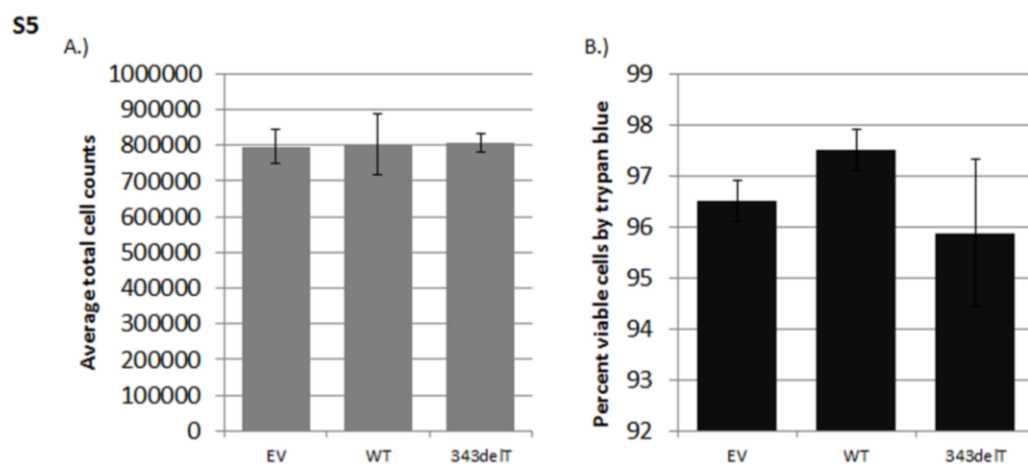 S5
A.)
Average total cell counts
1000000
900000
800000
700000
600000
500000
400000
300000
200000
100000
0
EV WT 343delT
B.)
Percent viable cells by trypan blue
99
98
97
96
95
94
93
92
EV WT 343delT